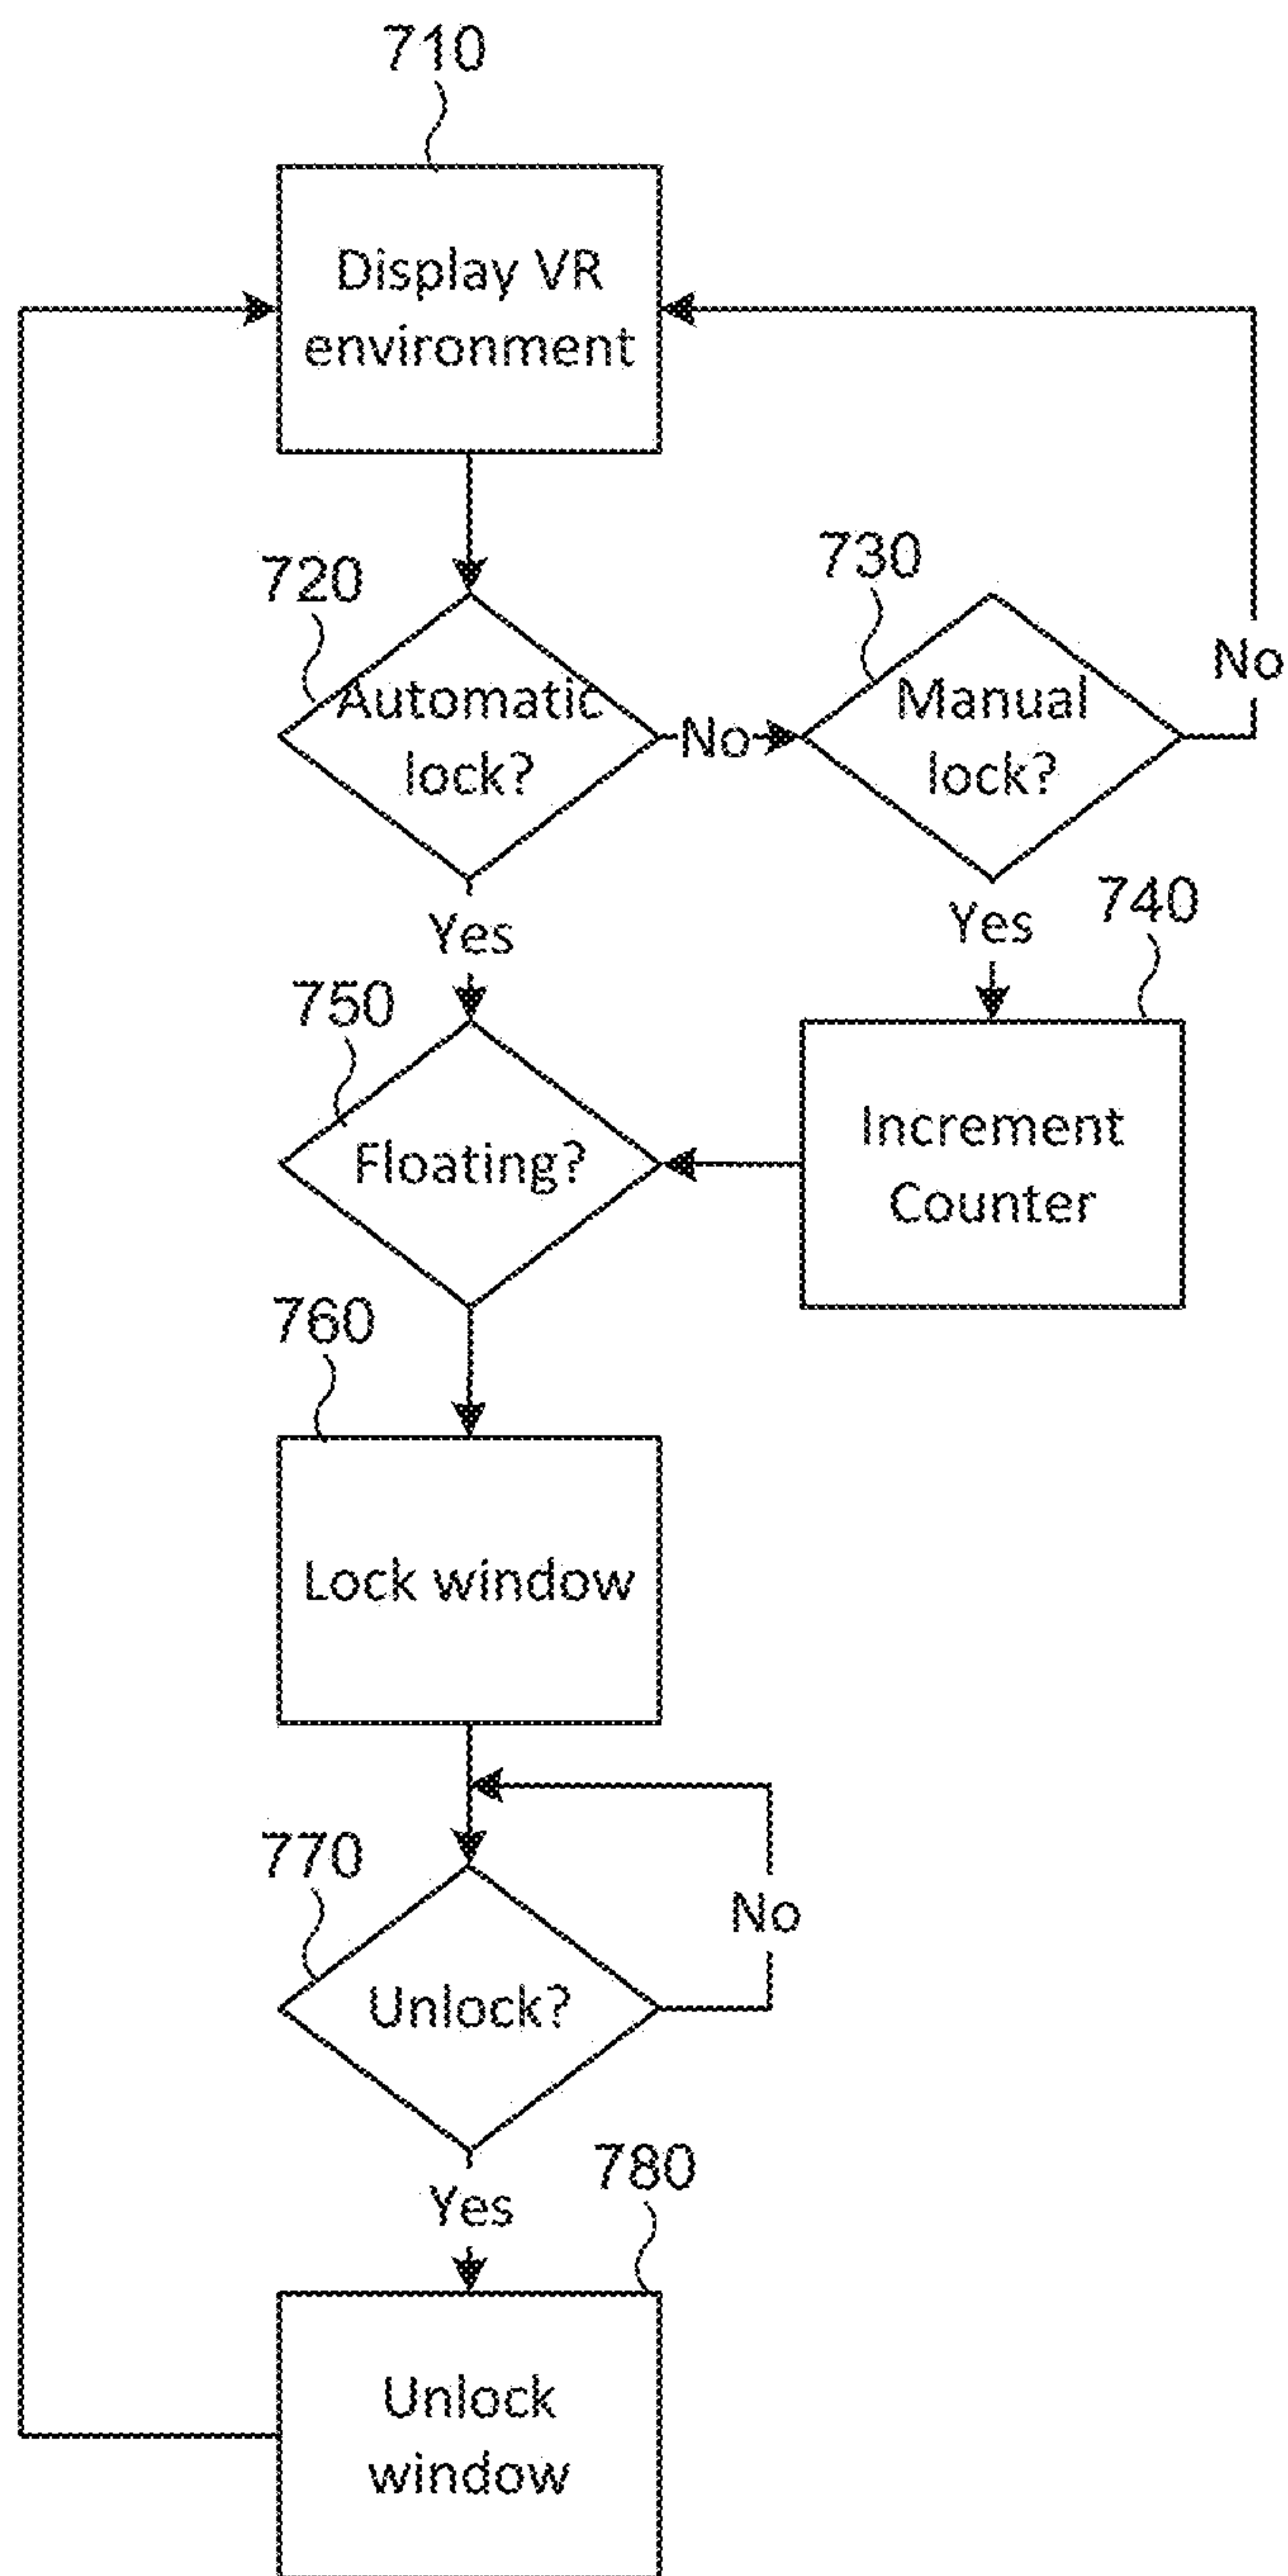 710
Display VR
environment
720
Automatic
lock?
No
730
Manual
lock?
No
Yes
Yes
740
Increment
Counter
750
Floating?
760
Lock window
770
Unlock?
No
Yes
780
Unlock
window